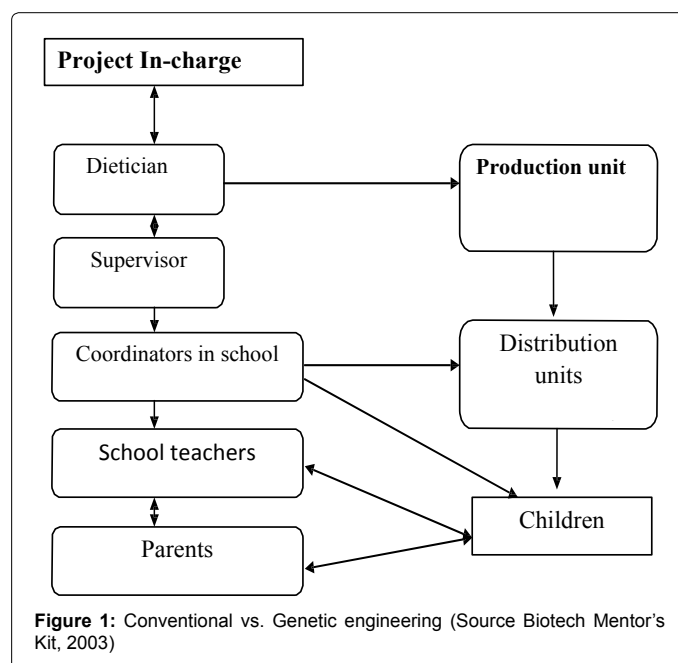 Project In-charge
Dietician
Production unit
Supervisor
Coordinators in school
Distribution
units
School teachers
Children
Parents
Figure 1: Conventional vs. Genetic engineering (Source Biotech Mentor's
Kit, 2003)